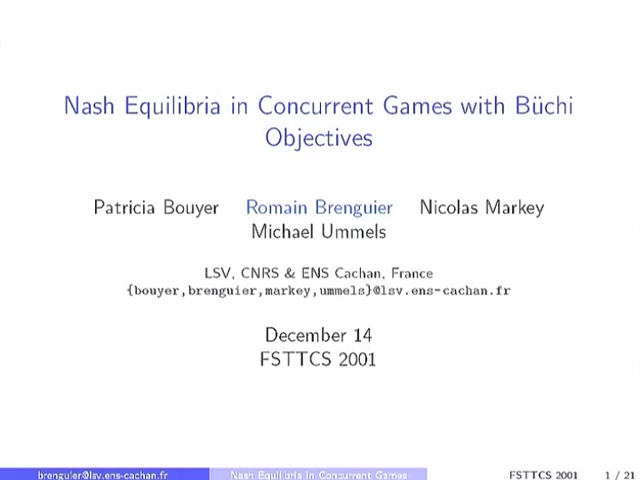 Nash Equilibria in Concurrent Games with Büchi
Objectives
Patricia Bouyer Romain Brenguier Nicolas Markey
Michael Ummels
LSV, CNRS & ENS Cachan, France
{bouyer,brenguier,markey,ummels}@lsv.ens-cachan.fr
December 14
FSTTCS 2001
brenguier@lsv.ens-cachan.fr Nash Equilibria in Concurrent Games FSTTCS 2001 1 / 21